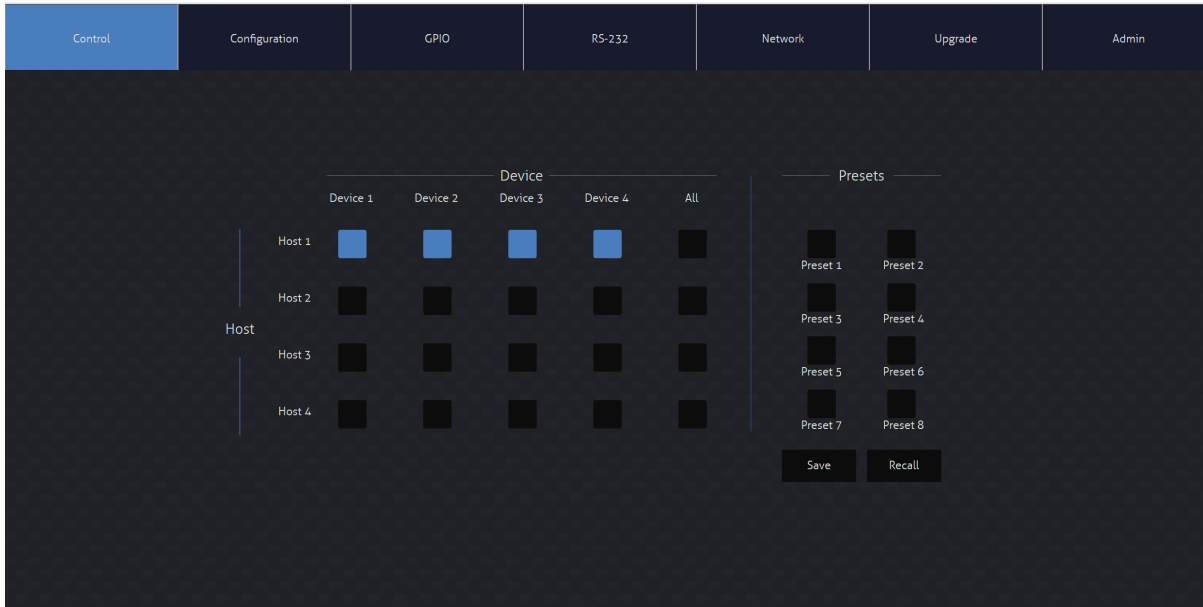 Control Configuration GPIO RS-232 Network Upgrade Admin
Device Presets
Device 1 Device 2 Device 3 Device 4 All
Host 1
Preset 1 Preset 2
Host 2
Preset 3 Preset 4
Host
Host 3
Preset 5 Preset 6
Host 4
Preset 7 Preset 8
Save Recall